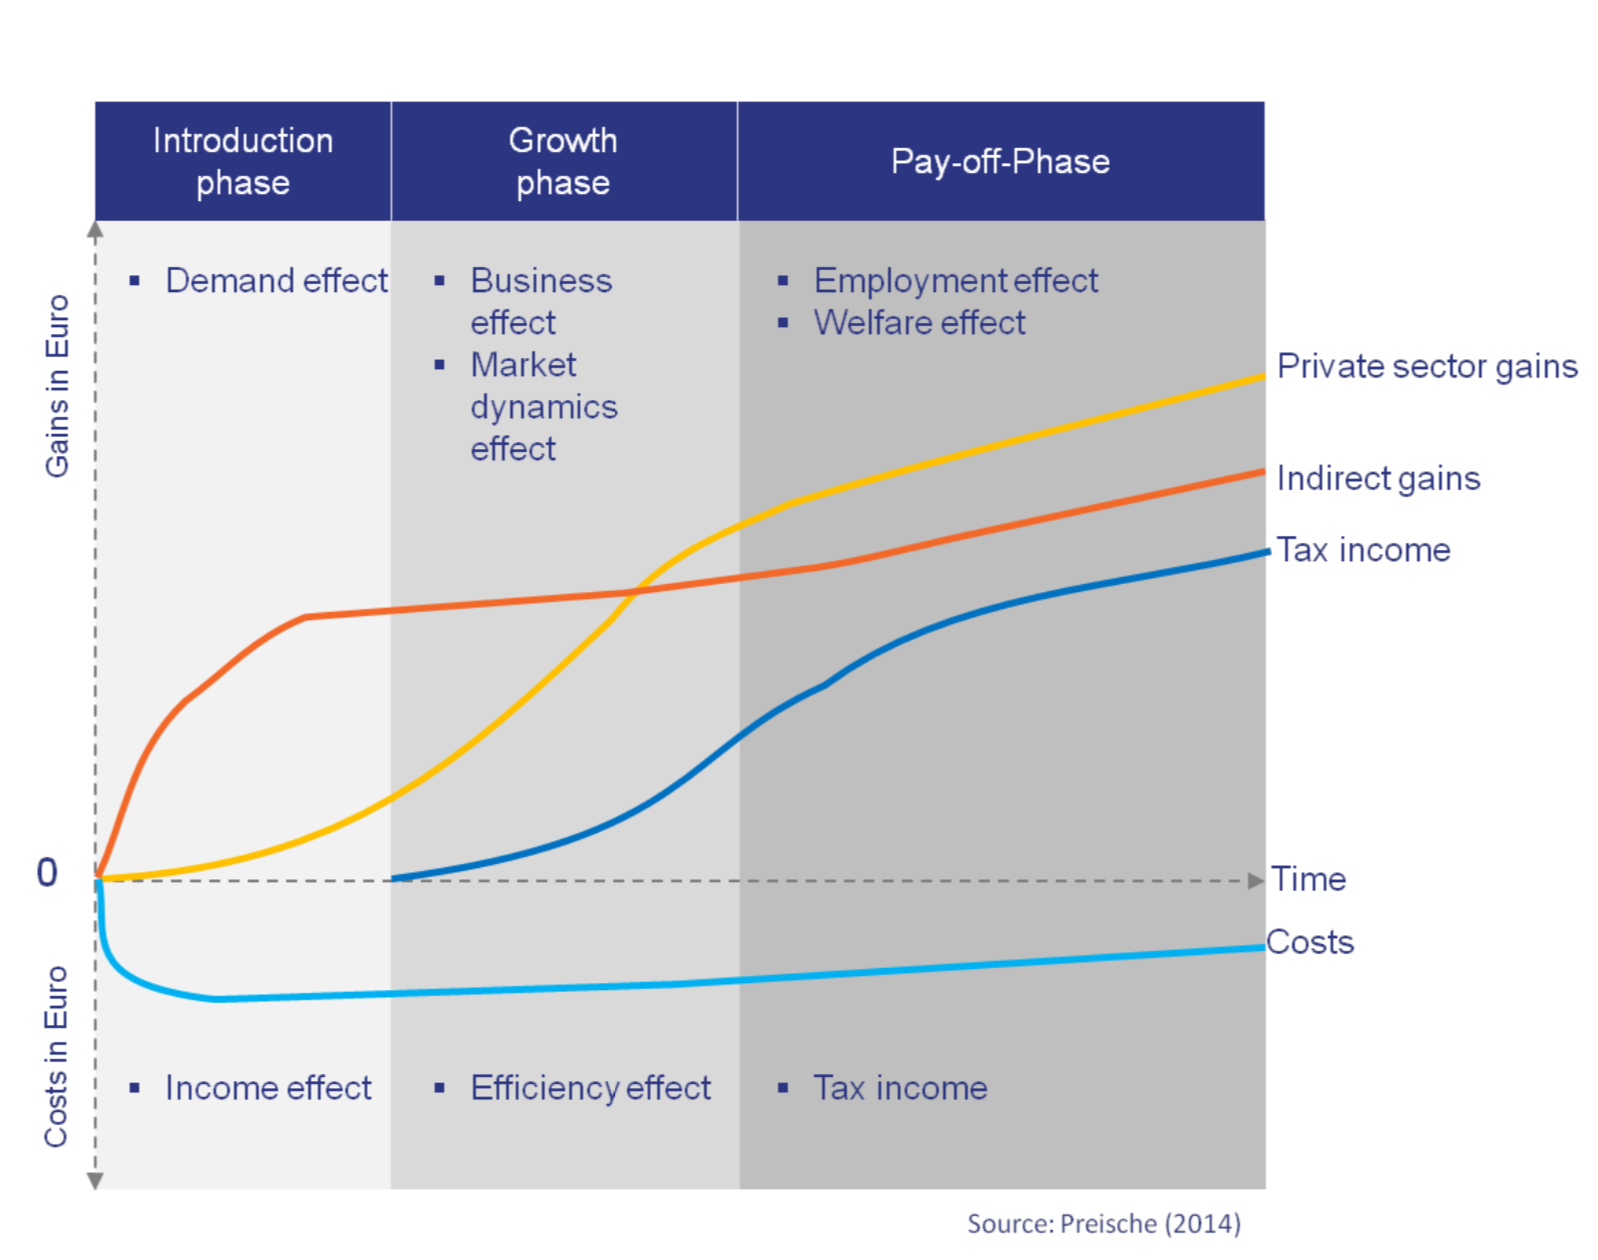 Introduction
phase
Growth
phase
Pay-off-Phase
Gains in Euro
▪ Demand effect
▪ Business
effect
▪ Market
dynamics
effect
▪ Employment effect
▪ Welfare effect
Private sector gains
Indirect gains
Tax income
0
Time
Costs
Costs in Euro
▪ Income effect
▪ Efficiency effect
▪ Tax income
Source: Preische (2014)